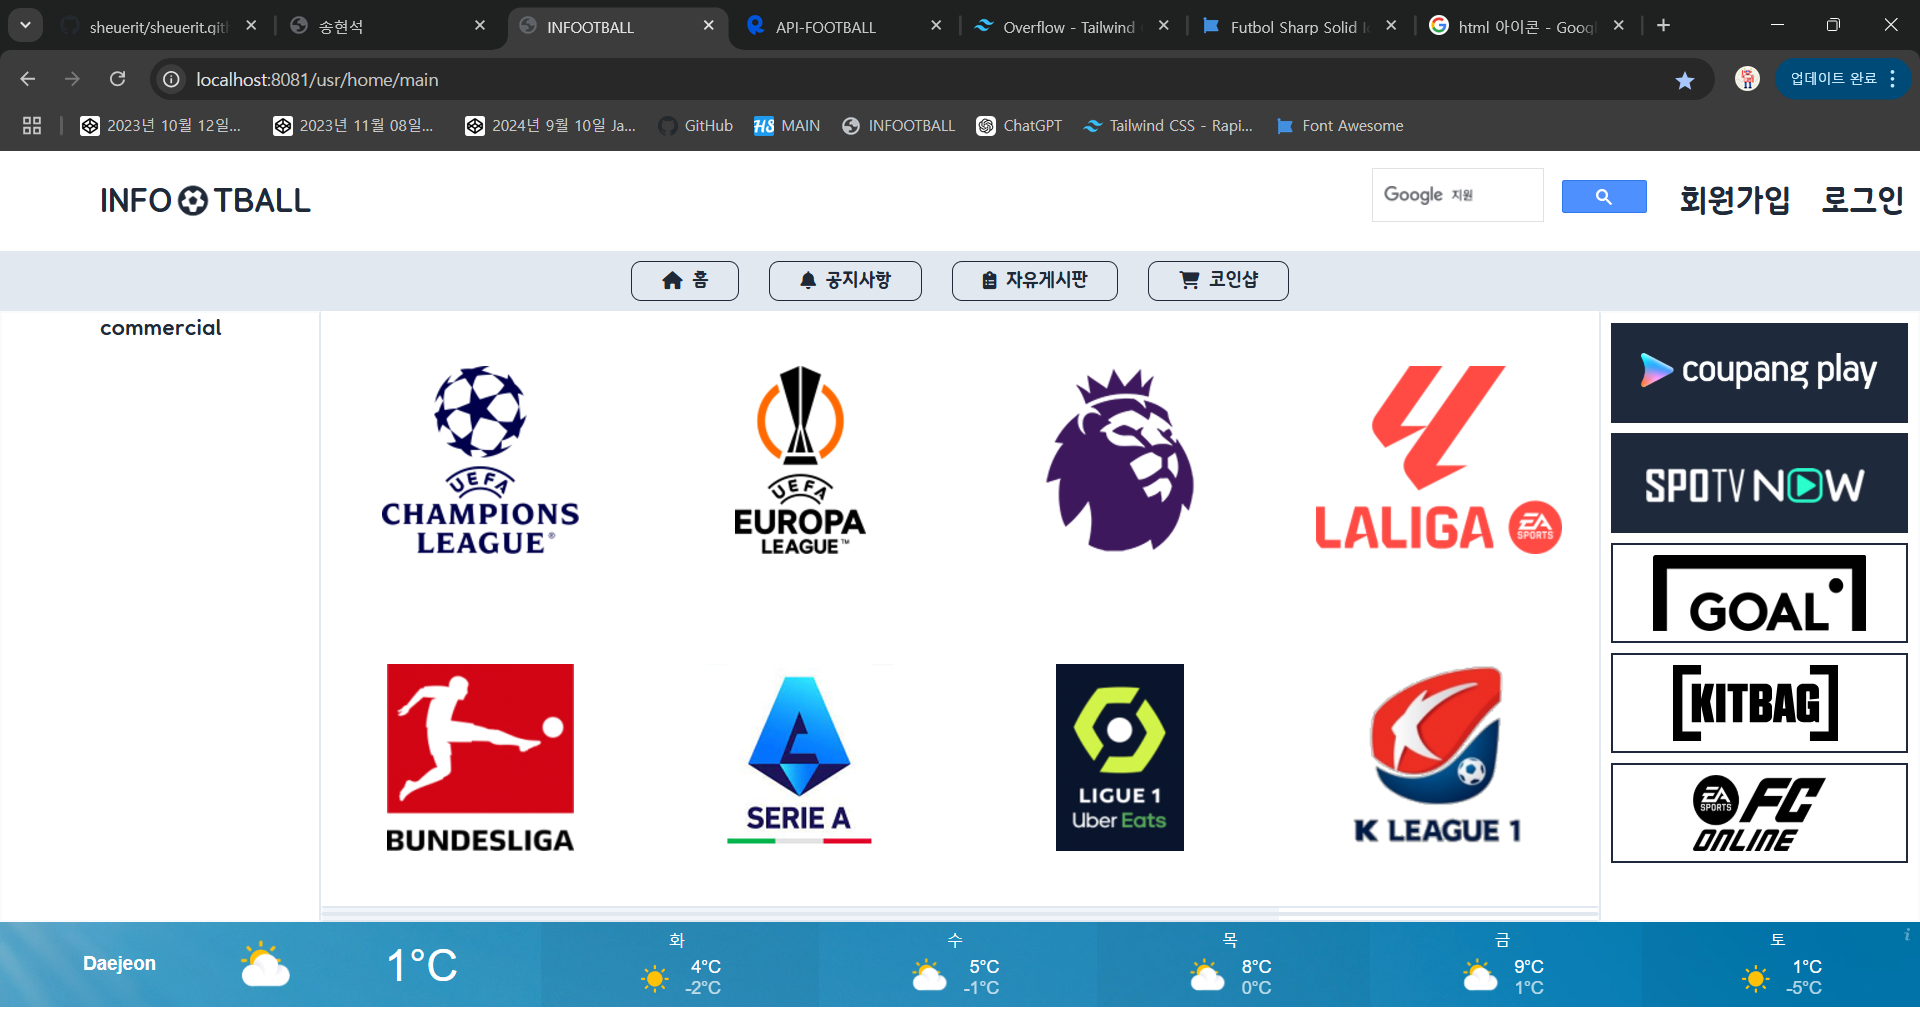 sheuerit/sheuerit.gith
송현석
INFOOTBALL
API-FOOTBALL
Overflow - Tailwind
Futbol Sharp Solid
html 아이콘 - Goog
localhost:8081/usr/home/main
업데이트 완료
2023년 10월 12일...
2023년 11월 08일...
2024년 9월 10일 Ja...
GitHub
HS MAIN
INFOOTBALL
ChatGPT
Tailwind CSS - Rapi...
Font Awesome
INFO TBALL
Google 지원
회원가입 로그인
홈
공지사항
자유게시판
코인샵
commercial
UEFA
CHAMPIONS
LEAGUE®
UEFA
EUROPA
LEAGUE™
LALIGA
EA
SPORTS
BUNDESLIGA
SERIE A
LIGUE 1
Uber Eats
K LEAGUE 1
coupang play
SPOTV NOW
GOAL
KITBAG
EA
SPORTS
FC
ONLINE
Daejeon
1°C
화
4°C
-2°C
수
5°C
-1°C
목
8°C
0°C
금
9°C
1°C
토
1°C
-5°C
i